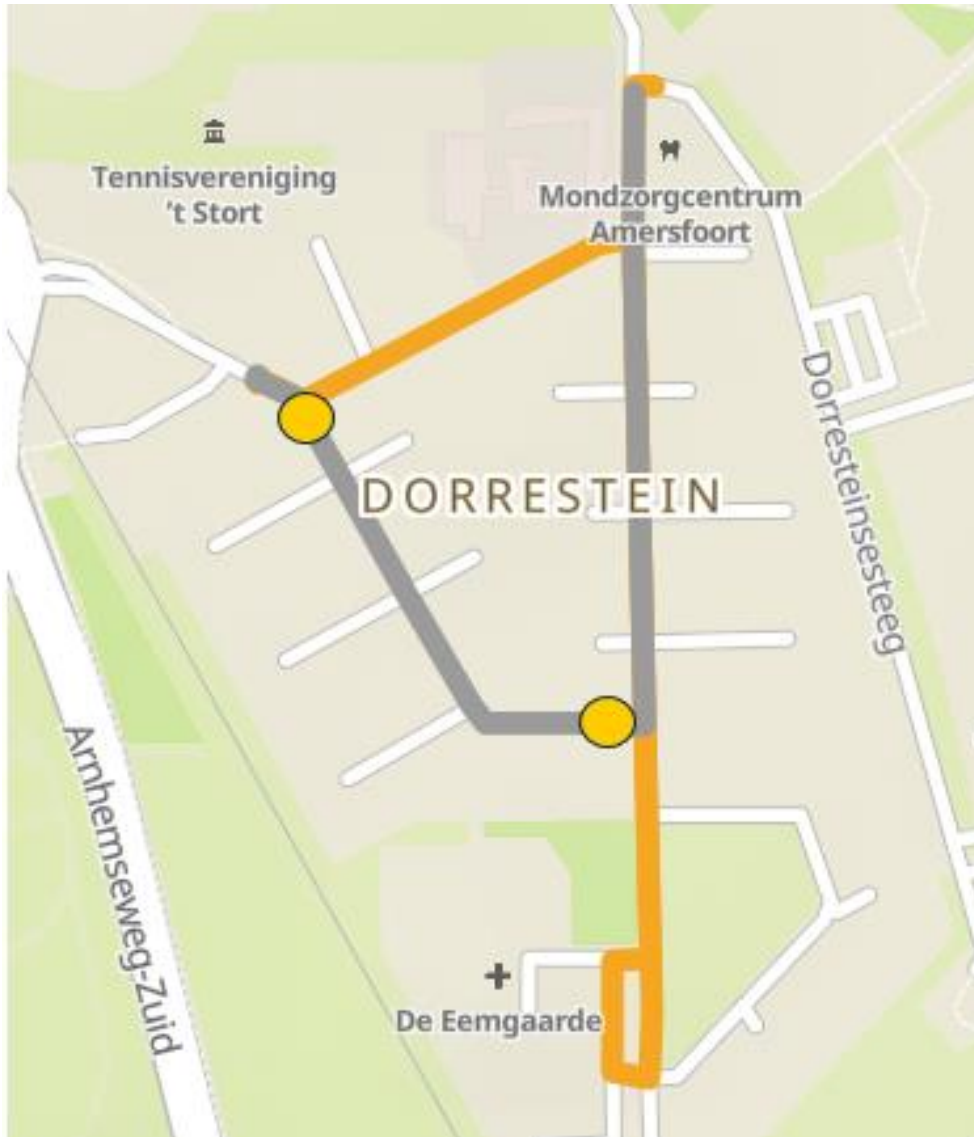 Tennisvereniging
't Stort
Mondzorgcentrum
Amersfoort
DORRESTEIN
Dorresteinsesteeg
Arnhemseweg-Zuid
De Eemgaarde